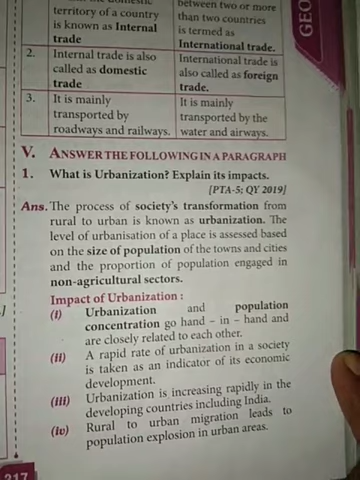 territory of a country
is known as Internal
trade
between two or more
than two countries
is termed as
International trade.
2. Internal trade is also
called as domestic
trade
International trade is
also called as foreign
trade.
3. It is mainly
transported by
roadways and railways.
It is mainly
transported by the
water and airways.
GEO
V. ANSWER THE FOLLOWING IN A PARAGRAPH
1. What is Urbanization? Explain its impacts.
[PTA-5; QY 2019]
Ans. The process of society's transformation from
rural to urban is known as urbanization. The
level of urbanisation of a place is assessed based
on the size of population of the towns and cities
and the proportion of population engaged in
non-agricultural sectors.
Impact of Urbanization :
(i) Urbanization and population
concentration go hand – in – hand and
are closely related to each other.
(ii) A rapid rate of urbanization in a society
is taken as an indicator of its economic
development.
(iii) Urbanization is increasing rapidly in the
developing countries including India.
(iv) Rural to urban migration leads to
population explosion in urban areas.
217